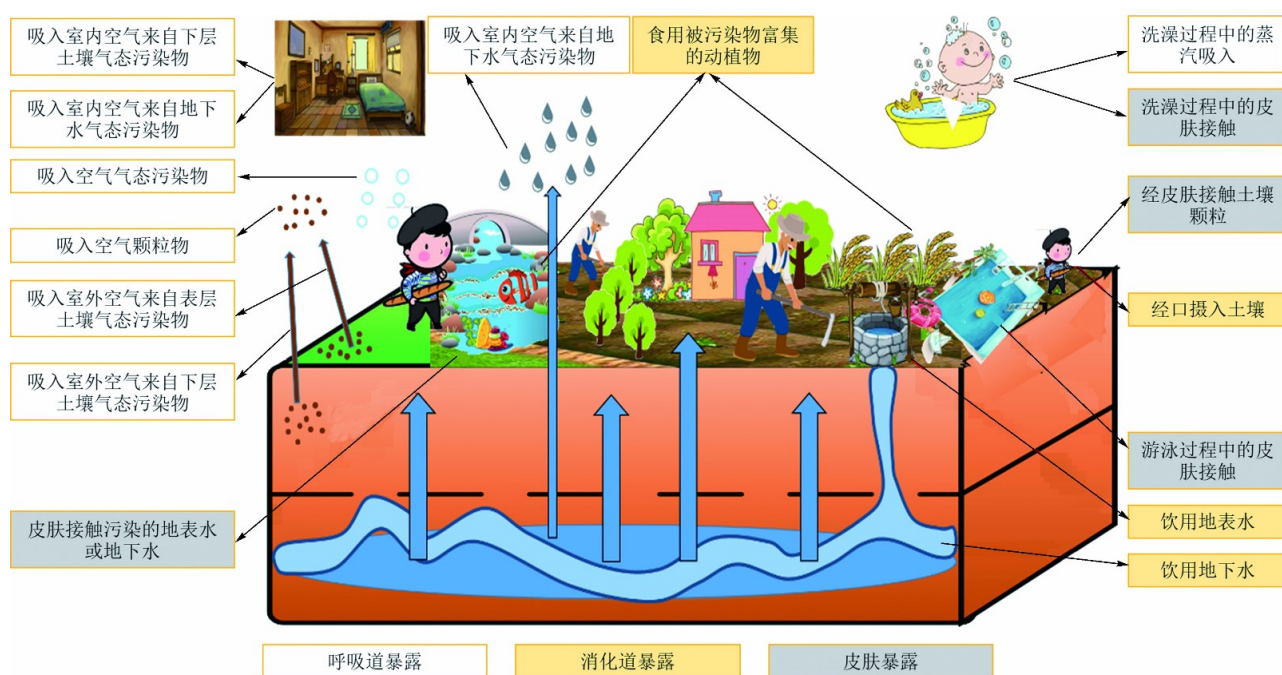 吸入室内空气来自下层
土壤气态污染物
吸入室内空气来自地下
水气态污染物
吸入空气气态污染物
吸入空气颗粒物
吸入室外空气来自表层
土壤气态污染物
吸入室外空气来自下层
土壤气态污染物
皮肤接触污染的地表水
或地下水
吸入室内空气来自地
下水气态污染物
食用被污染物富集
的动植物
洗澡过程中的蒸
汽吸入
洗澡过程中的皮
肤接触
经皮肤接触土壤
颗粒
经口摄入土壤
游泳过程中的皮
肤接触
饮用地表水
饮用地下水
呼吸道暴露
消化道暴露
皮肤暴露